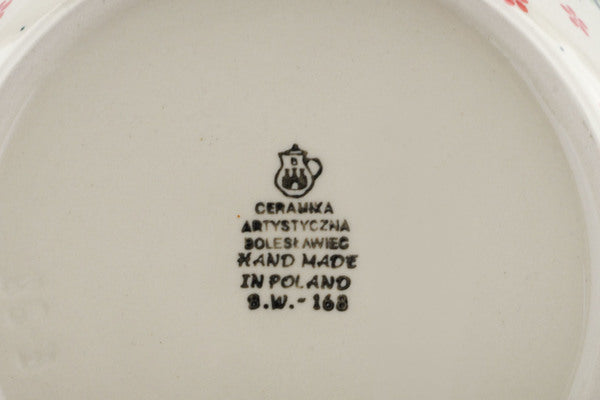 B
CERAMIKA
ARTYSTYCZNA
BOLESŁAWIEC
HAND MADE
IN POLAND
B.W.- 168